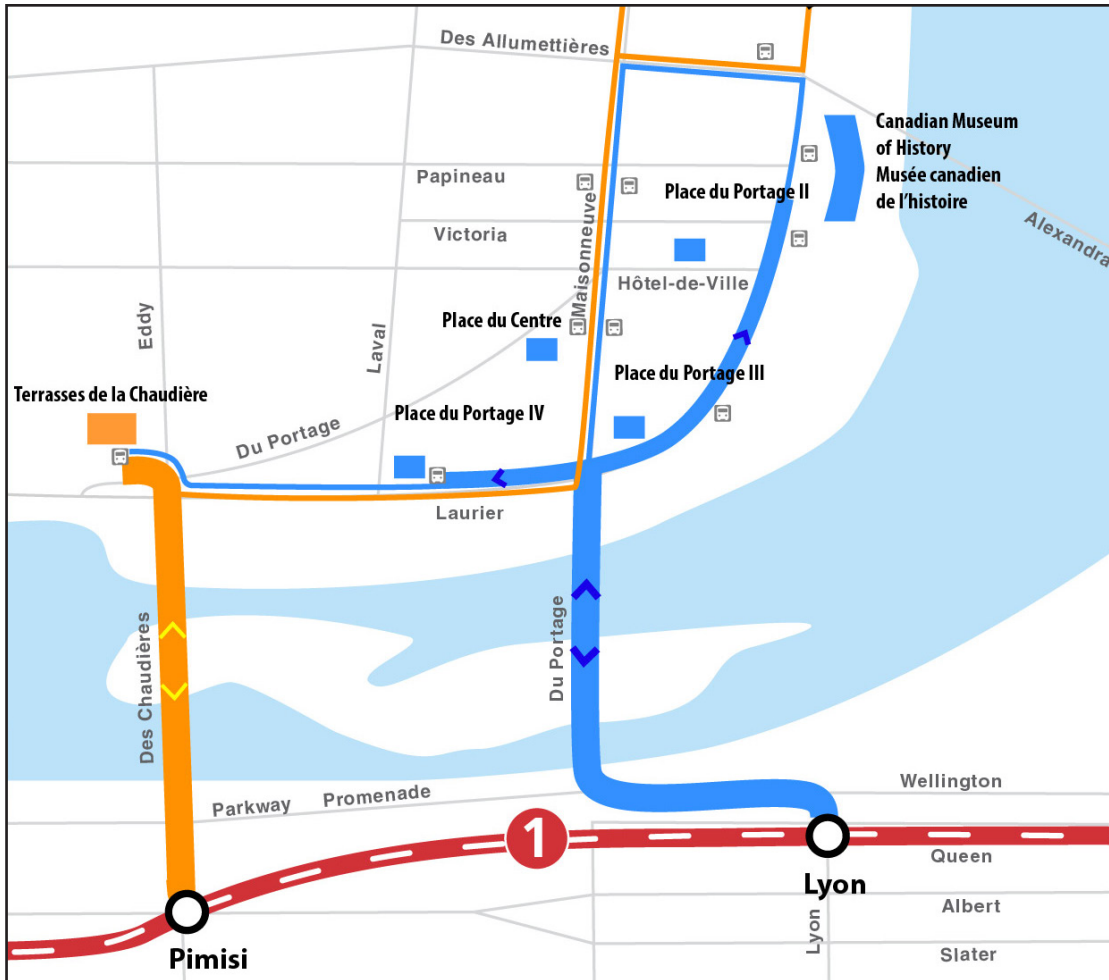 Des Allumettières
Canadian Museum
of History
Musée canadien
de l'histoire
Papineau
Place du Portage II
Victoria
Alexandra
Maisonneuve
Hôtel-de-Ville
Eddy
Laval
Place du Centre
Place du Portage III
Terrasses de la Chaudière
Place du Portage IV
Du Portage
Laurier
Des Chaudières
Du Portage
Parkway Promenade
Wellington
1
Queen
Lyon
Albert
Lyon
Pimisi
Slater